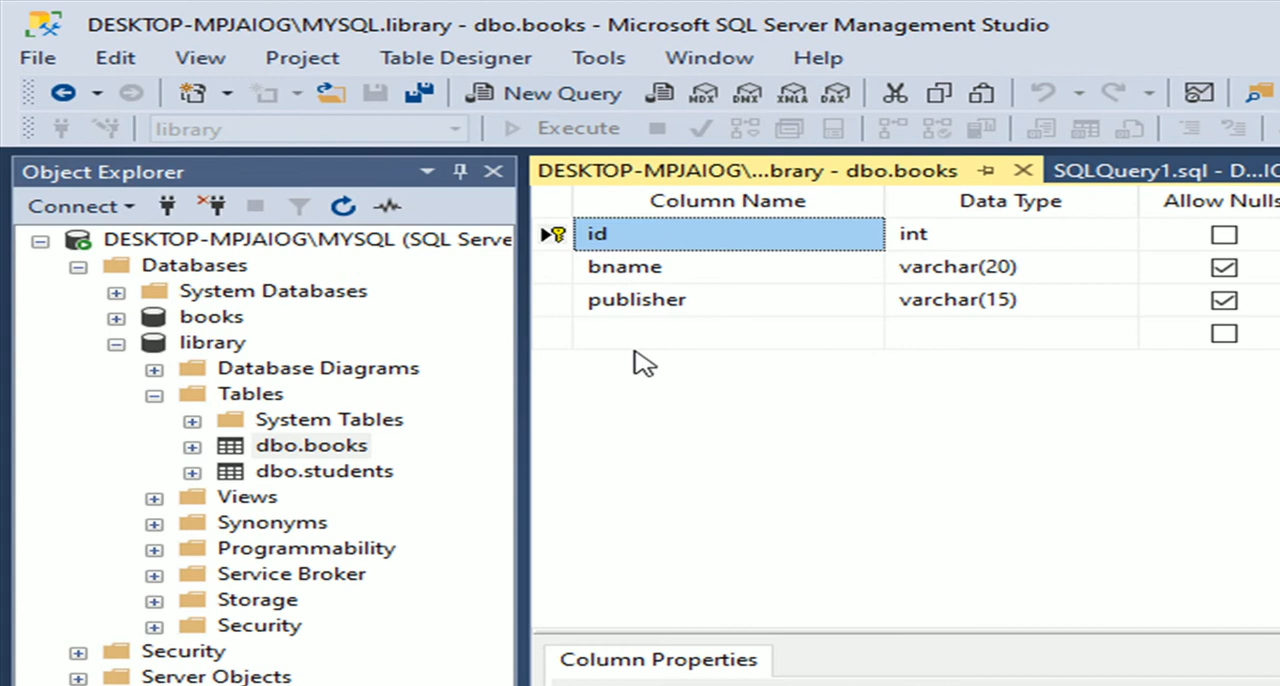 DESKTOP-MPJAIOG\MYSQL.library - dbo.books - Microsoft SQL Server Management Studio
File Edit View Project Table Designer Tools Window Help
New Query MDX DMX XMLA DAX
library Execute
Object Explorer
Connect
DESKTOP-MPJAIOG\MYSQL (SQL Serve
Databases
System Databases
books
library
Database Diagrams
Tables
System Tables
dbo.books
dbo.students
Views
Synonyms
Programmability
Service Broker
Storage
Security
Security
Server Objects
DESKTOP-MPJAIOG\...brary - dbo.books SQLQuery1.sql - D...IO
Column Name Data Type Allow Nulls
id int
bname varchar(20)
publisher varchar(15)
Column Properties